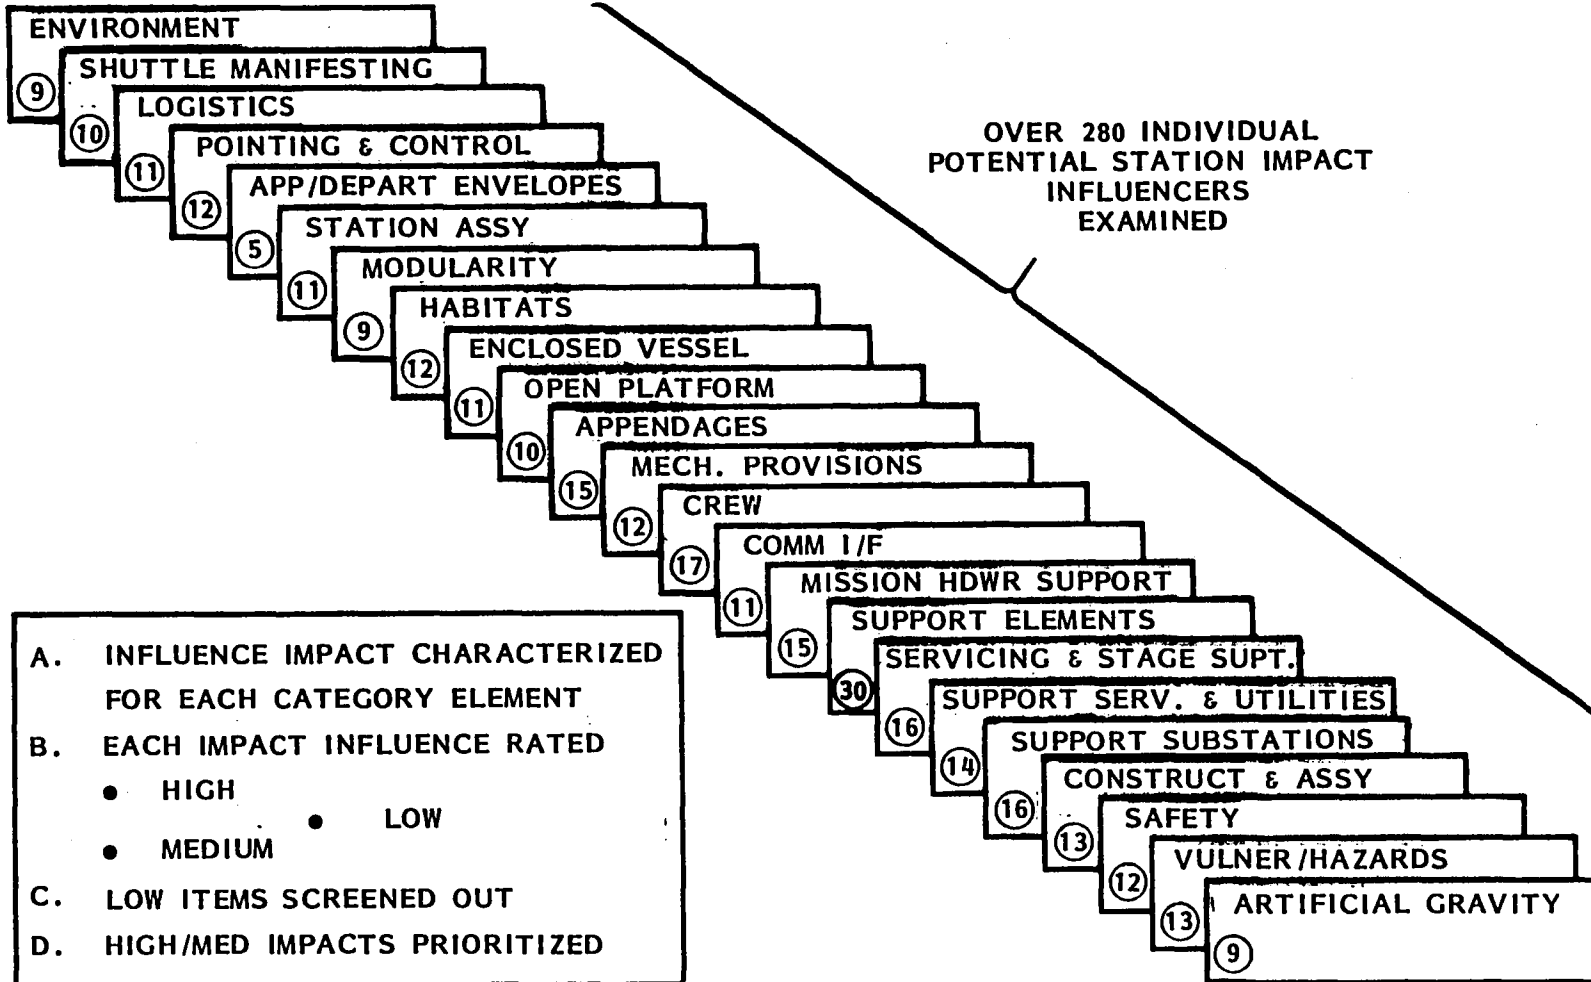 ENVIRONMENT
9
SHUTTLE MANIFESTING
10
LOGISTICS
11
POINTING & CONTROL
12
APP/DEPART ENVELOPES
5
STATION ASSY
11
MODULARITY
9
HABITATS
12
ENCLOSED VESSEL
11
OPEN PLATFORM
10
APPENDAGES
15
MECH. PROVISIONS
12
CREW
17
COMM I/F
11
MISSION HDWR SUPPORT
15
SUPPORT ELEMENTS
30
SERVICING & STAGE SUPT.
16
SUPPORT SERV. & UTILITIES
14
SUPPORT SUBSTATIONS
16
CONSTRUCT & ASSY
13
SAFETY
12
VULNER/HAZARDS
13
ARTIFICIAL GRAVITY
9
OVER 280 INDIVIDUAL
POTENTIAL STATION IMPACT
INFLUENCERS
EXAMINED
A. INFLUENCE IMPACT CHARACTERIZED
FOR EACH CATEGORY ELEMENT
B. EACH IMPACT INFLUENCE RATED
• HIGH
• LOW
• MEDIUM
C. LOW ITEMS SCREENED OUT
D. HIGH/MED IMPACTS PRIORITIZED